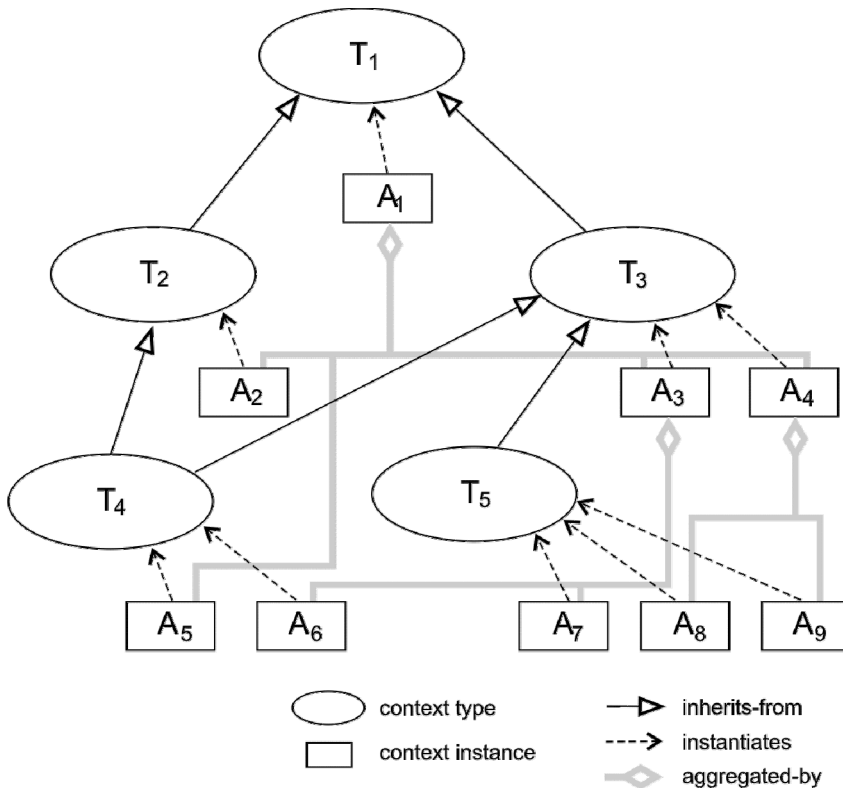 T1
A1
T2 T3
A2 A3 A4
T4 T5
A5 A6 A7 A8 A9
context type inherits-from
context instance instantiates
aggregated-by